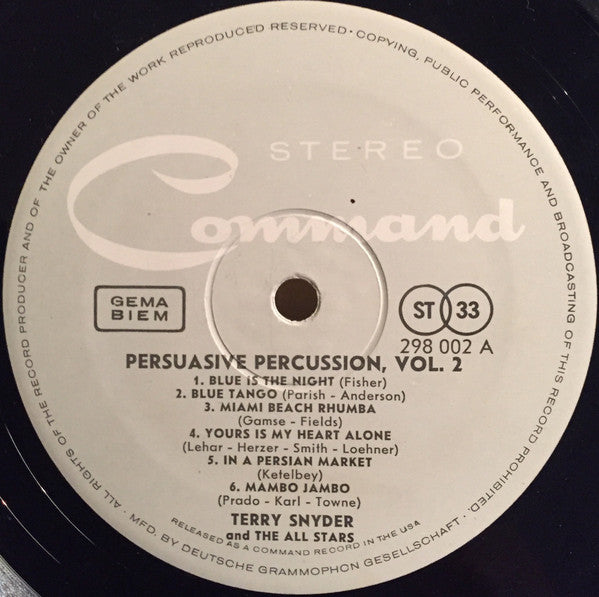 ALL RIGHTS OF THE RECORD PRODUCER AND OF THE OWNER OF THE WORK REPRODUCED RESERVED · COPYING, PUBLIC PERFORMANCE AND BROADCASTING OF THIS RECORD PROHIBITED.
STEREO
Command
GEMA
BIEM
ST 33
298 002 A
PERSUASIVE PERCUSSION, VOL. 2
1. BLUE IS THE NIGHT (Fisher)
2. BLUE TANGO (Parish - Anderson)
3. MIAMI BEACH RHUMBA
(Gamse - Fields)
4. YOURS IS MY HEART ALONE
(Lehar - Herzer - Smith - Loehner)
5. IN A PERSIAN MARKET
(Ketelbey)
6. MAMBO JAMBO
(Prado - Karl - Towne)
TERRY SNYDER
and THE ALL STARS
RELEASED AS A COMMAND RECORD IN THE USA
· MFD. BY DEUTSCHE GRAMMOPHON GESELLSCHAFT ·